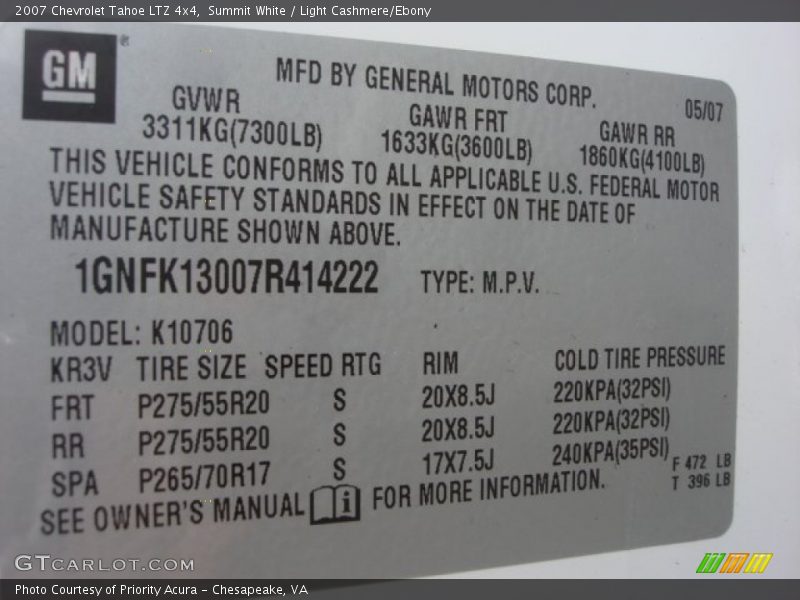 2007 Chevrolet Tahoe LTZ 4x4, Summit White / Light Cashmere/Ebony
GM®
MFD BY GENERAL MOTORS CORP.
05/07
GVWR GAWR FRT GAWR RR
3311KG(7300LB) 1633KG(3600LB) 1860KG(4100LB)
THIS VEHICLE CONFORMS TO ALL APPLICABLE U.S. FEDERAL MOTOR
VEHICLE SAFETY STANDARDS IN EFFECT ON THE DATE OF
MANUFACTURE SHOWN ABOVE.
1GNFK13007R414222 TYPE: M.P.V.
MODEL: K10706
KR3V TIRE SIZE SPEED RTG RIM COLD TIRE PRESSURE
FRT P275/55R20 S 20X8.5J 220KPA(32PSI)
RR P275/55R20 S 20X8.5J 220KPA(32PSI)
SPA P265/70R17 S 17X7.5J 240KPA(35PSI)
F 472 LB
T 396 LB
SEE OWNER'S MANUAL i FOR MORE INFORMATION.
GTCARLOT.COM
Photo Courtesy of Priority Acura – Chesapeake, VA